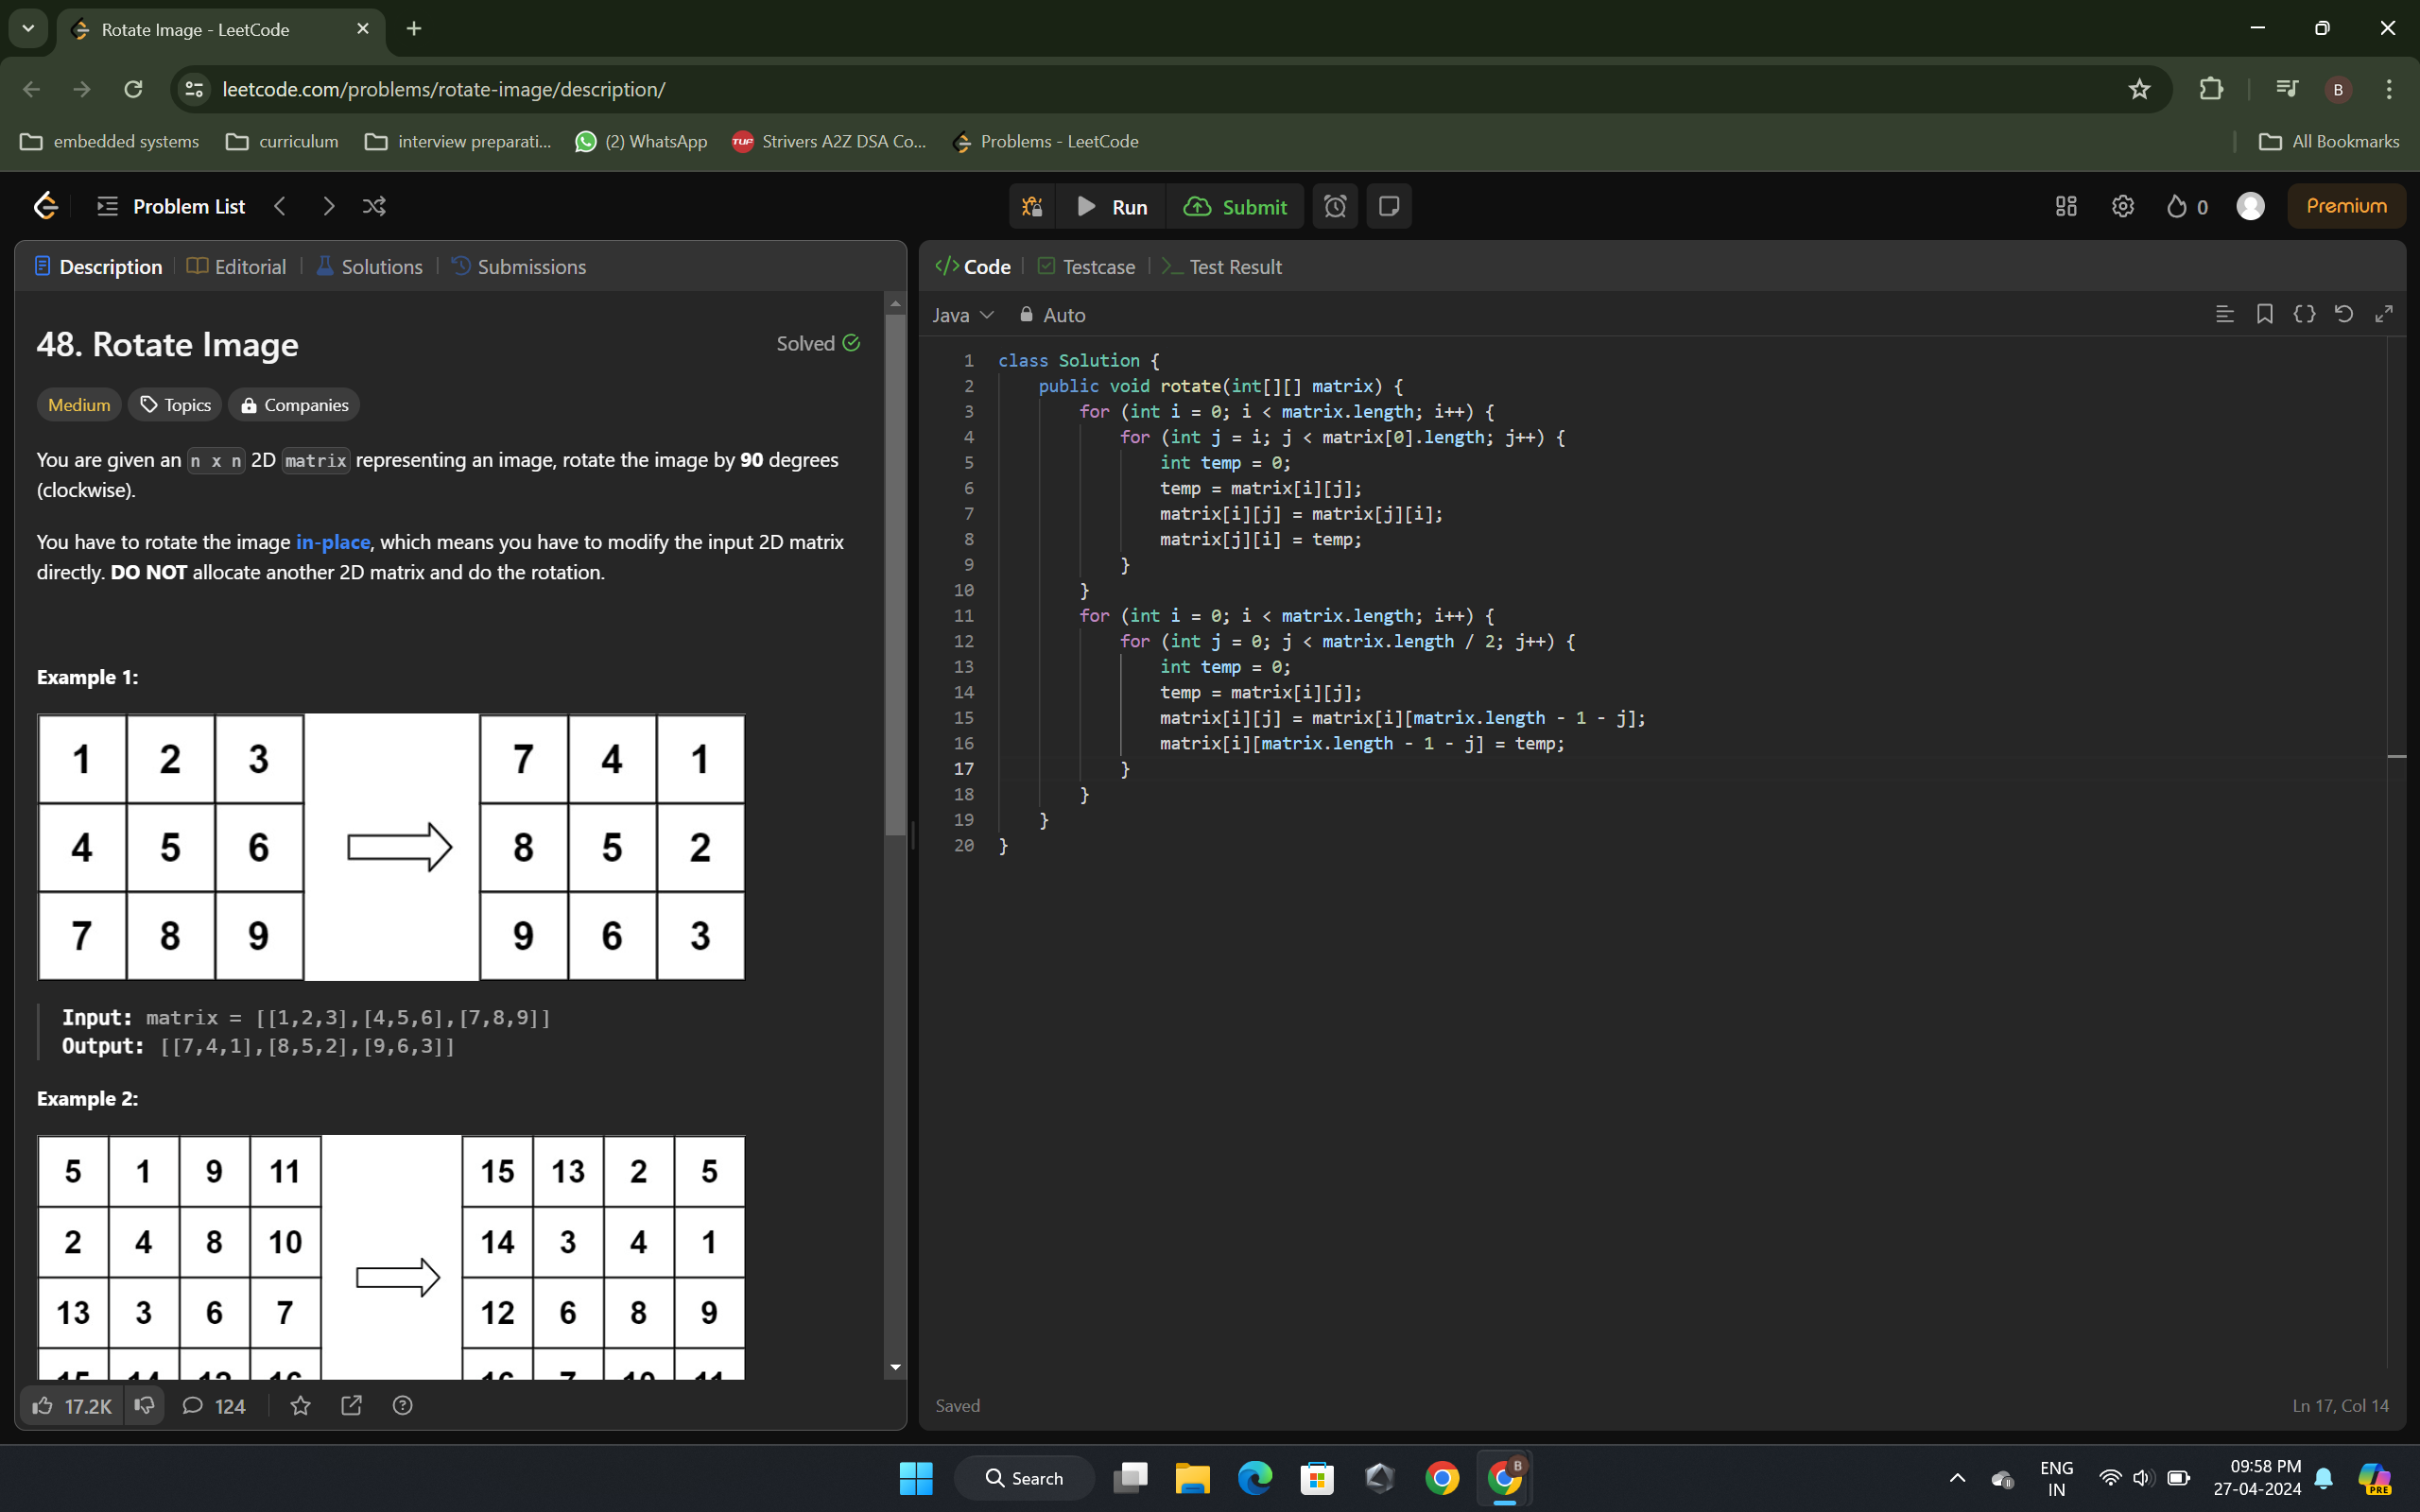 Rotate Image - LeetCode
leetcode.com/problems/rotate-image/description/
B
embedded systems
curriculum
interview preparati...
(2) WhatsApp
TUF
Strivers A2Z DSA Co...
Problems - LeetCode
All Bookmarks
Problem List
Run
Submit
0
Premium
Description
Editorial
Solutions
Submissions
48. Rotate Image
Solved
Medium
Topics
Companies
You are given an n x n 2D matrix representing an image, rotate the image by 90 degrees
(clockwise).
You have to rotate the image in-place, which means you have to modify the input 2D matrix
directly. DO NOT allocate another 2D matrix and do the rotation.
Example 1:
1 2 3 7 4 1
4 5 6 8 5 2
7 8 9 9 6 3
Input: matrix = [[1,2,3],[4,5,6],[7,8,9]]
Output: [[7,4,1],[8,5,2],[9,6,3]]
Example 2:
5 1 9 11 15 13 2 5
2 4 8 10 14 3 4 1
13 3 6 7 12 6 8 9
15 14 12 16 16 7 10 11
17.2K
124
</> Code
Testcase
Test Result
Java
Auto
1 class Solution {
2 public void rotate(int[][] matrix) {
3 for (int i = 0; i < matrix.length; i++) {
4 for (int j = i; j < matrix[0].length; j++) {
5 int temp = 0;
6 temp = matrix[i][j];
7 matrix[i][j] = matrix[j][i];
8 matrix[j][i] = temp;
9 }
10 }
11 for (int i = 0; i < matrix.length; i++) {
12 for (int j = 0; j < matrix.length / 2; j++) {
13 int temp = 0;
14 temp = matrix[i][j];
15 matrix[i][j] = matrix[i][matrix.length - 1 - j];
16 matrix[i][matrix.length - 1 - j] = temp;
17 }
18 }
19 }
20 }
Saved
Ln 17, Col 14
Search
B
ENG
IN
09:58 PM
27-04-2024
PRE